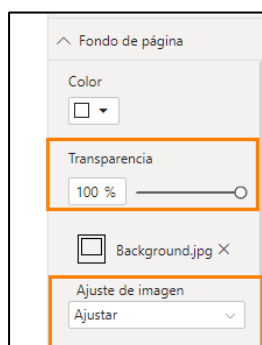 Fondo de página
Color
Transparencia
100 %
Background.jpg
Ajuste de imagen
Ajustar